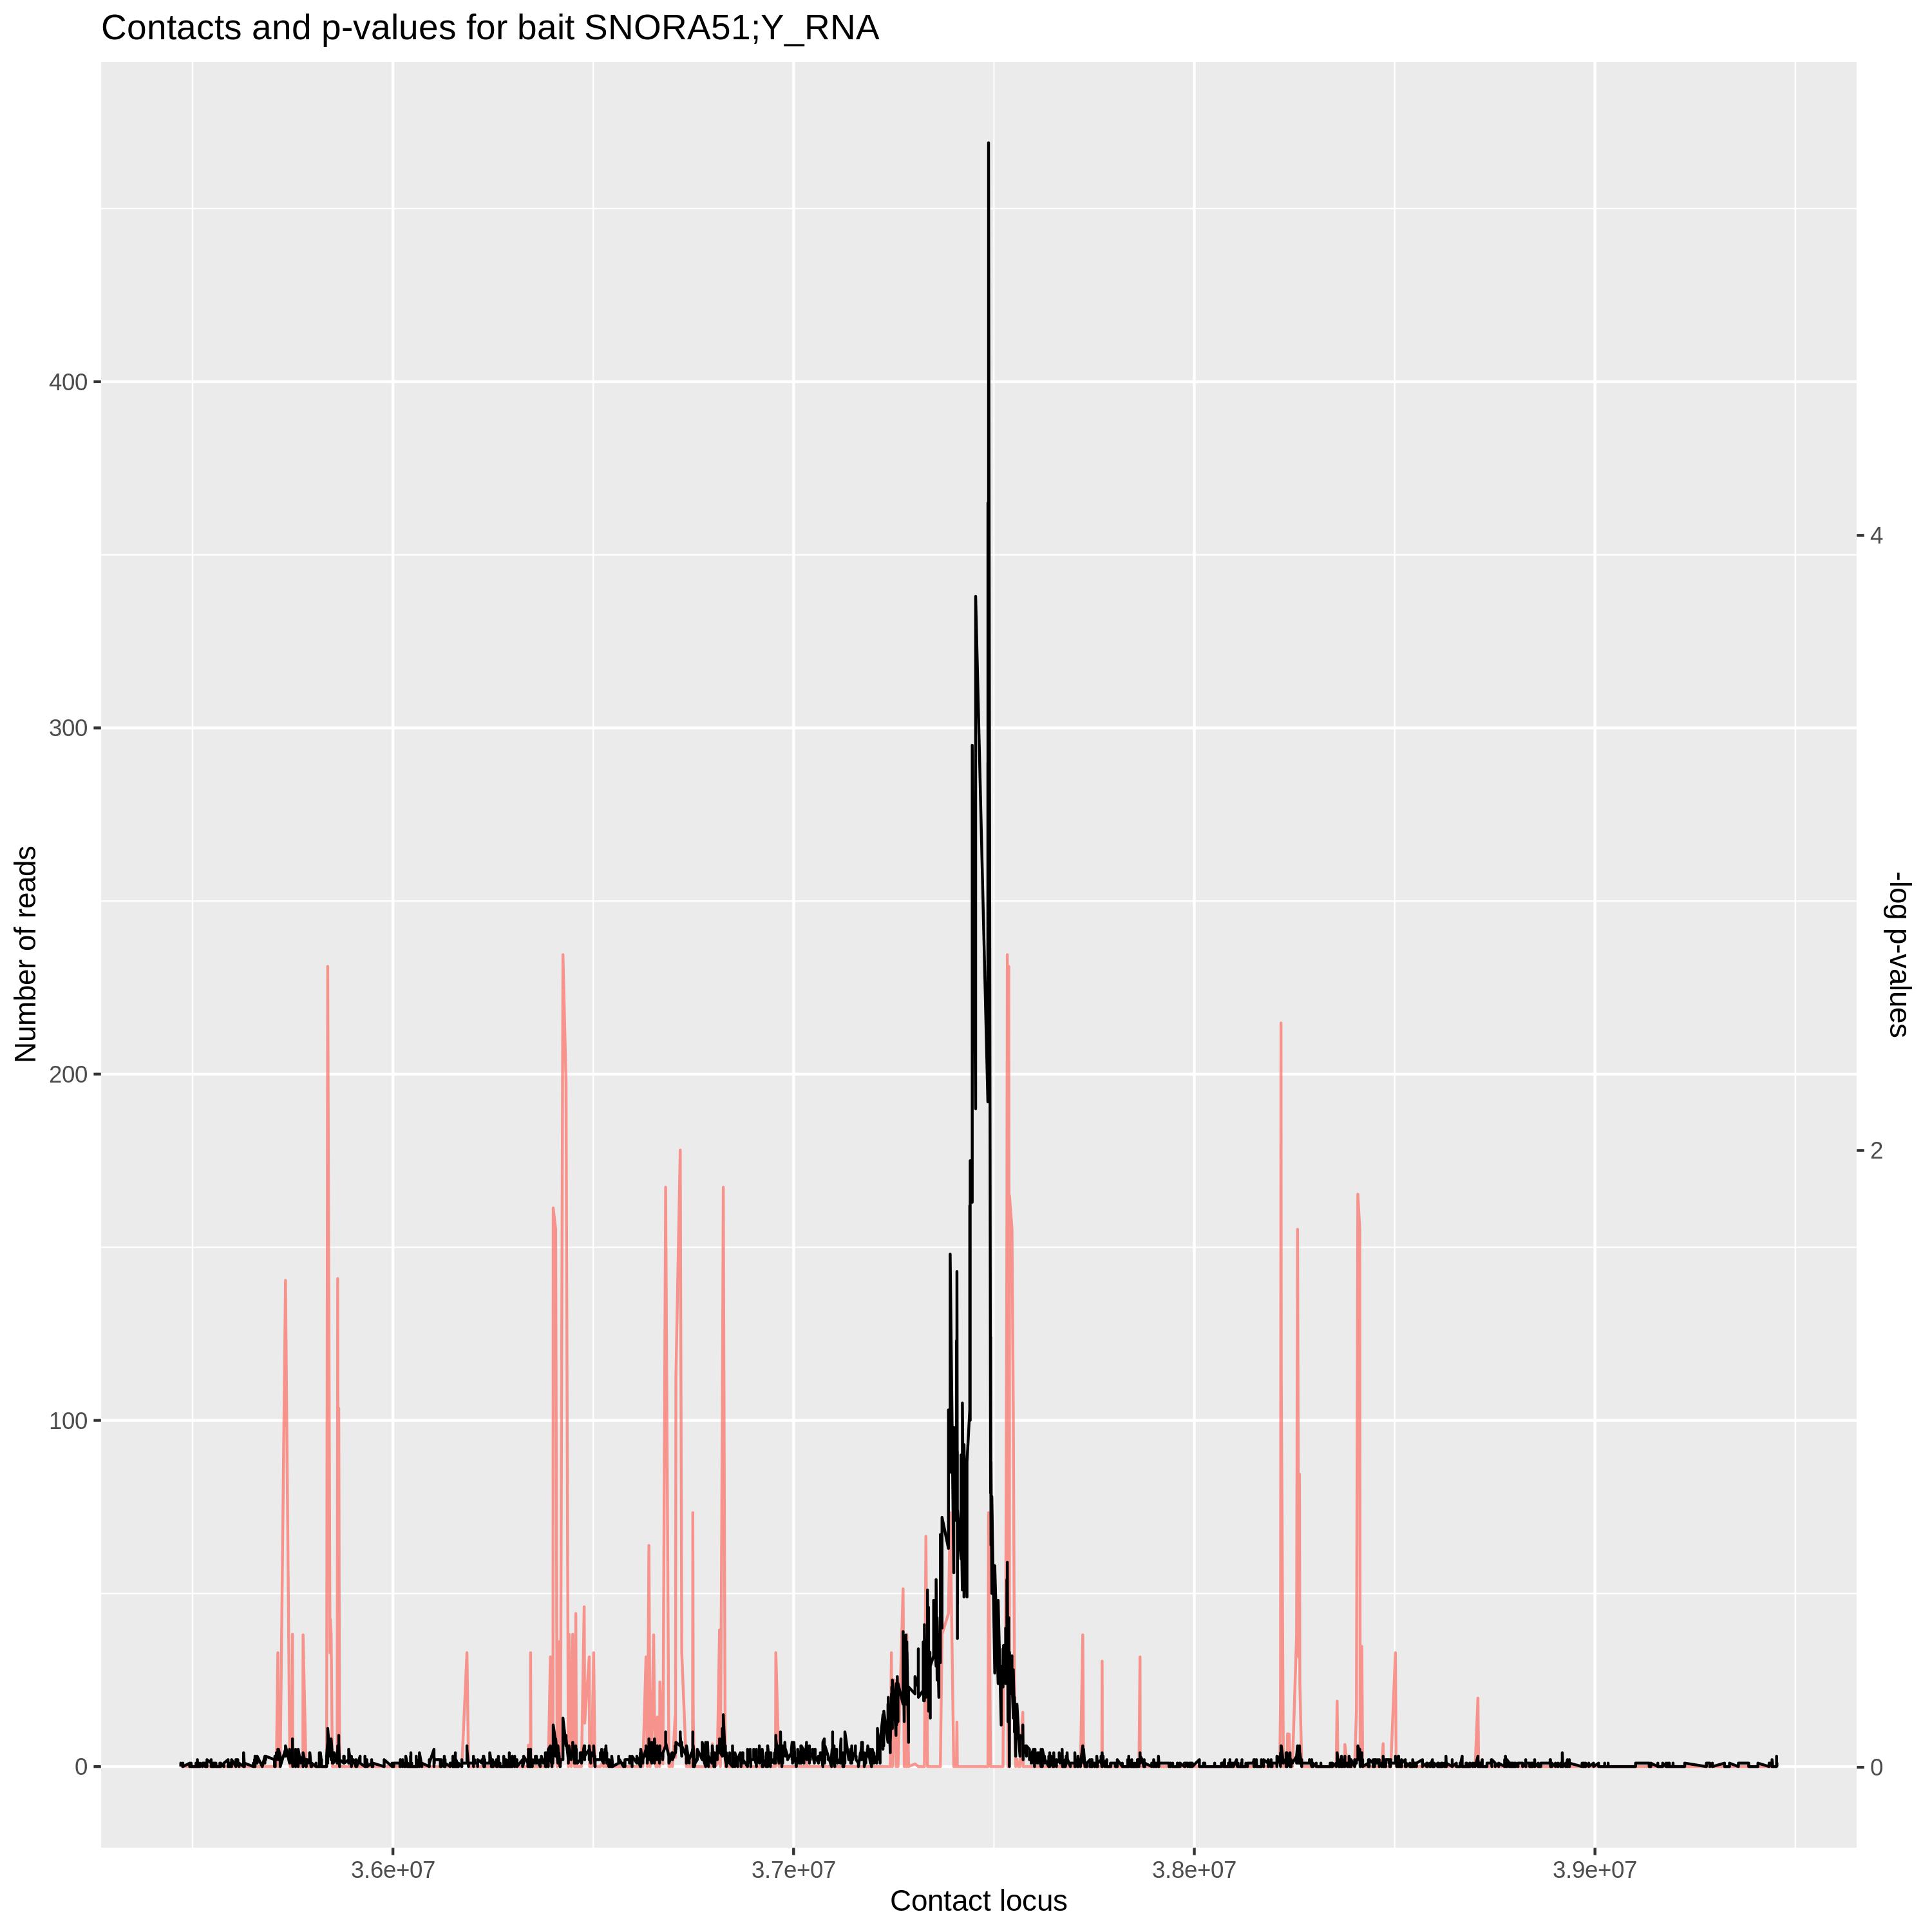 Contacts and p-values for bait SNORA51;Y_RNA
400
300
200
100
0
Number of reads
4
2
0
-log p-values
3.6e+07
3.7e+07
3.8e+07
3.9e+07
Contact locus